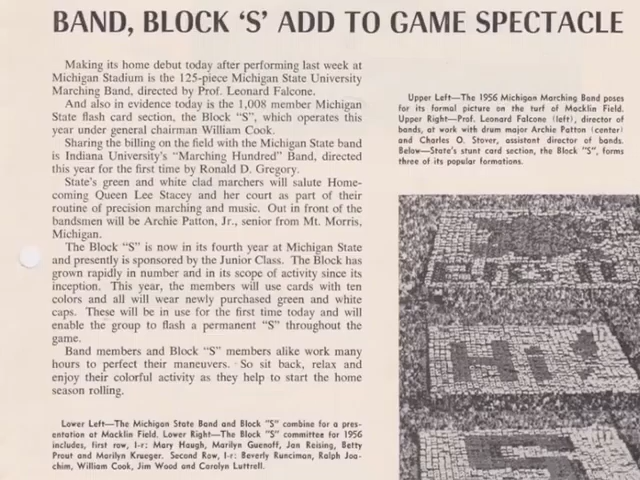 BAND, BLOCK 'S' ADD TO GAME SPECTACLE
Making its home debut today after performing last week at
Michigan Stadium is the 125-piece Michigan State University
Marching Band, directed by Prof. Leonard Falcone.
And also in evidence today is the 1,008 member Michigan
State flash card section, the Block "S", which operates this
year under general chairman William Cook.
Sharing the billing on the field with the Michigan State band
is Indiana University's "Marching Hundred" Band, directed
this year for the first time by Ronald D. Gregory.
State's green and white clad marchers will salute Home-
coming Queen Lee Stacey and her court as part of their
routine of precision marching and music. Out in front of the
bandsmen will be Archie Patton, Jr., senior from Mt. Morris,
Michigan.
The Block "S" is now in its fourth year at Michigan State
and presently is sponsored by the Junior Class. The Block has
grown rapidly in number and in its scope of activity since its
inception. This year, the members will use cards with ten
colors and all will wear newly purchased green and white
caps. These will be in use for the first time today and will
enable the group to flash a permanent "S" throughout the
game.
Band members and Block "S" members alike work many
hours to perfect their maneuvers. So sit back, relax and
enjoy their colorful activity as they help to start the home
season rolling.
Lower Left—The Michigan State Band and Block "S" combine for a pres-
entation at Macklin Field. Lower Right—The Block "S" committee for 1956
includes, first row, l-r: Mary Haugh, Marilyn Guenoff, Jan Reising, Betty
Prout and Marilyn Krueger. Second Row, l-r: Beverly Runciman, Ralph Joa-
chim, William Cook, Jim Wood and Carolyn Luttrell.
Upper Left—The 1956 Michigan Marching Band poses
for its formal picture on the turf of Macklin Field.
Upper Right—Prof. Leonard Falcone (left), director of
bands, at work with drum major Archie Patton (center)
and Charles O. Stover, assistant director of bands.
Below—State's stunt card section, the Block "S", forms
three of its popular formations.